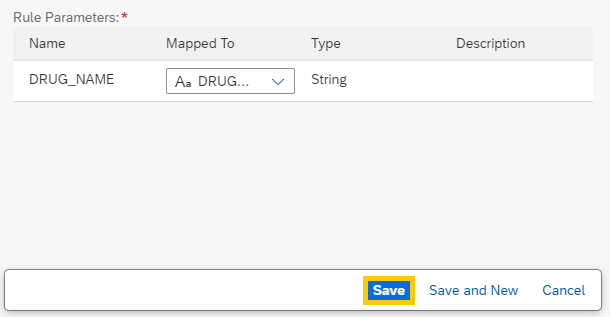 Rule Parameters:*
Name Mapped To Type Description
DRUG_NAME Aa DRUG... String
Save Save and New Cancel